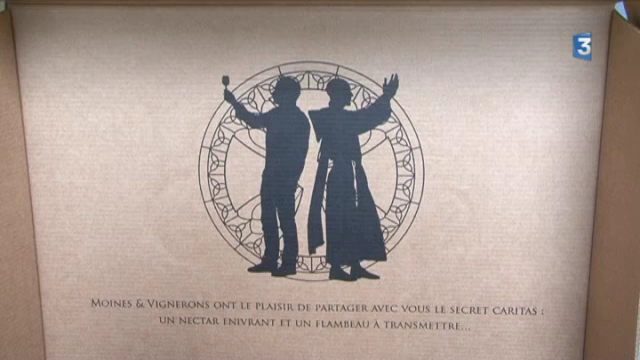 3
MOINES & VIGNERONS ONT LE PLAISIR DE PARTAGER AVEC VOUS LE SECRET CARITAS :
UN NECTAR ENIVRANT ET UN FLAMBEAU À TRANSMETTRE...